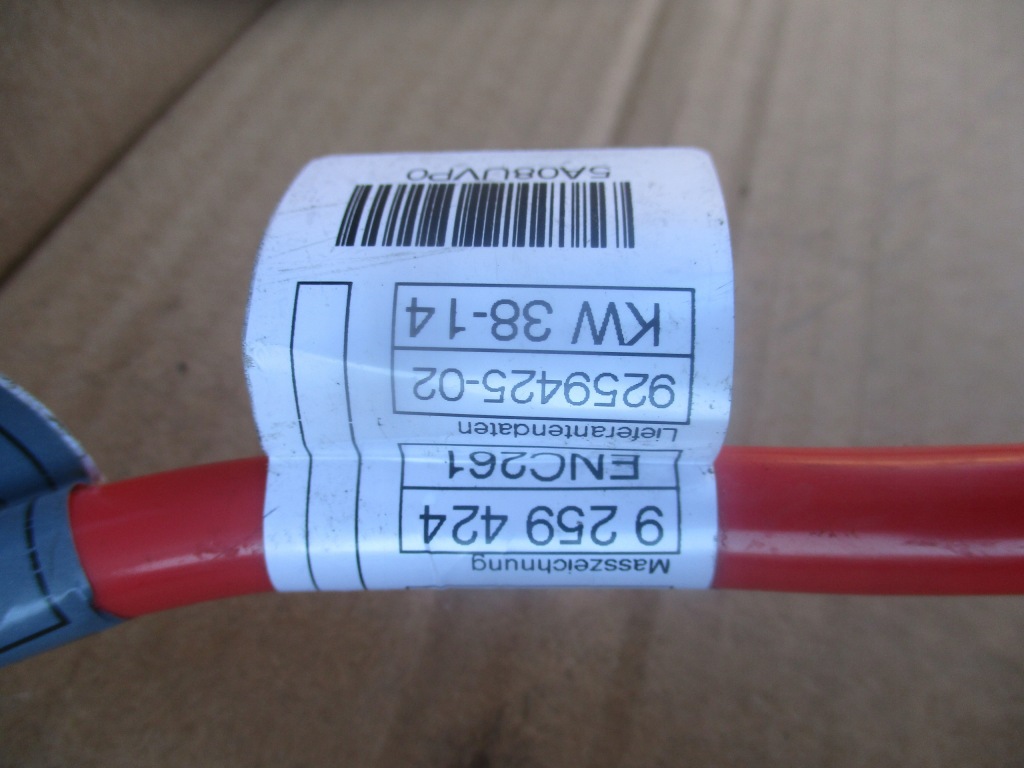 Masszeichnung
9 259 424
ENC261
Lieferantendaten
9259425-02
KW 38-14
5A08UVP0